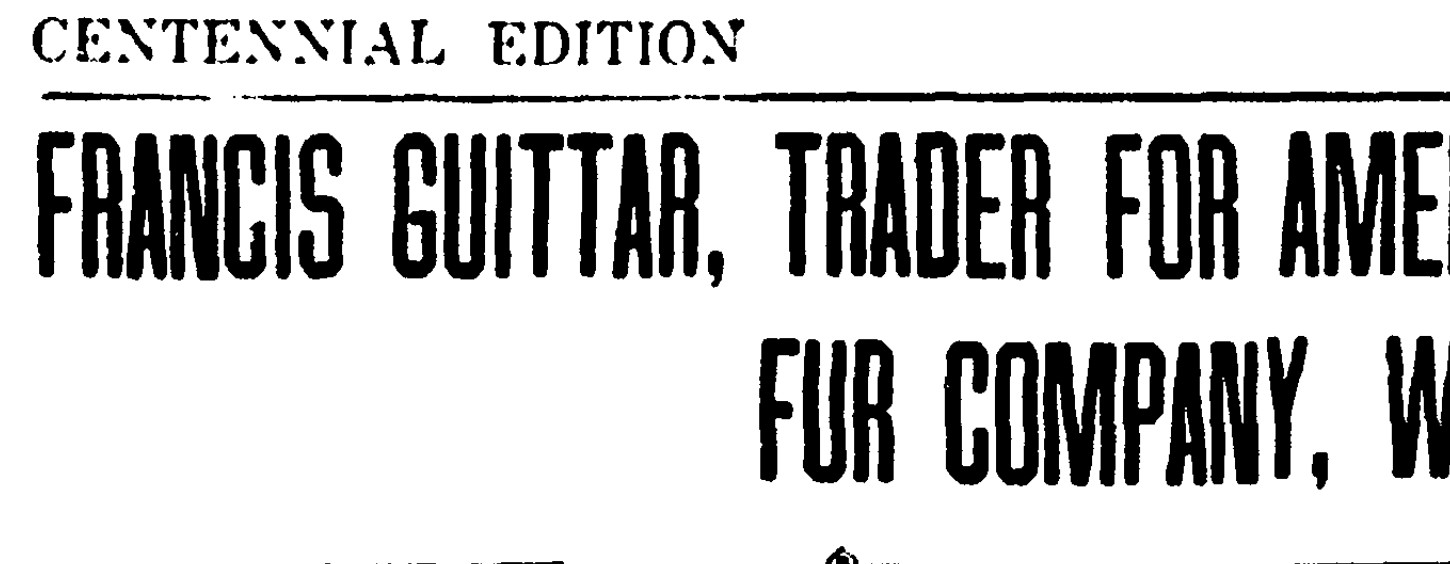 CENTENNIAL EDITION
FRANCIS GUITTAR, TRADER FOR
FUR COMPANY,